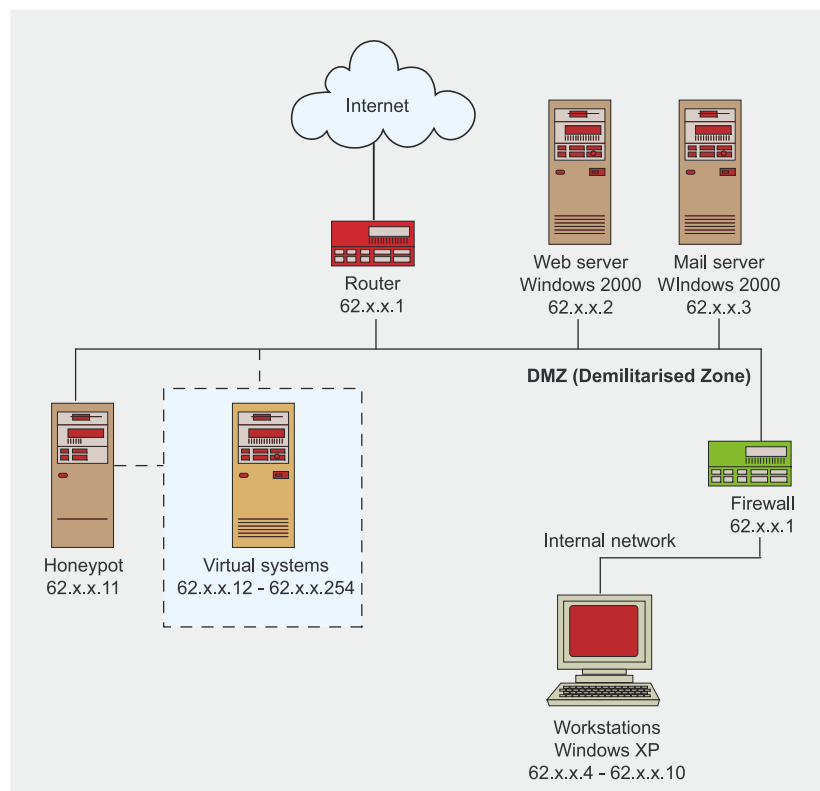 Internet
Router
62.x.x.1
Web server
Windows 2000
62.x.x.2
Mail server
WIndows 2000
62.x.x.3
DMZ (Demilitarised Zone)
Honeypot
62.x.x.11
Virtual systems
62.x.x.12 - 62.x.x.254
Firewall
62.x.x.1
Internal network
Workstations
Windows XP
62.x.x.4 - 62.x.x.10